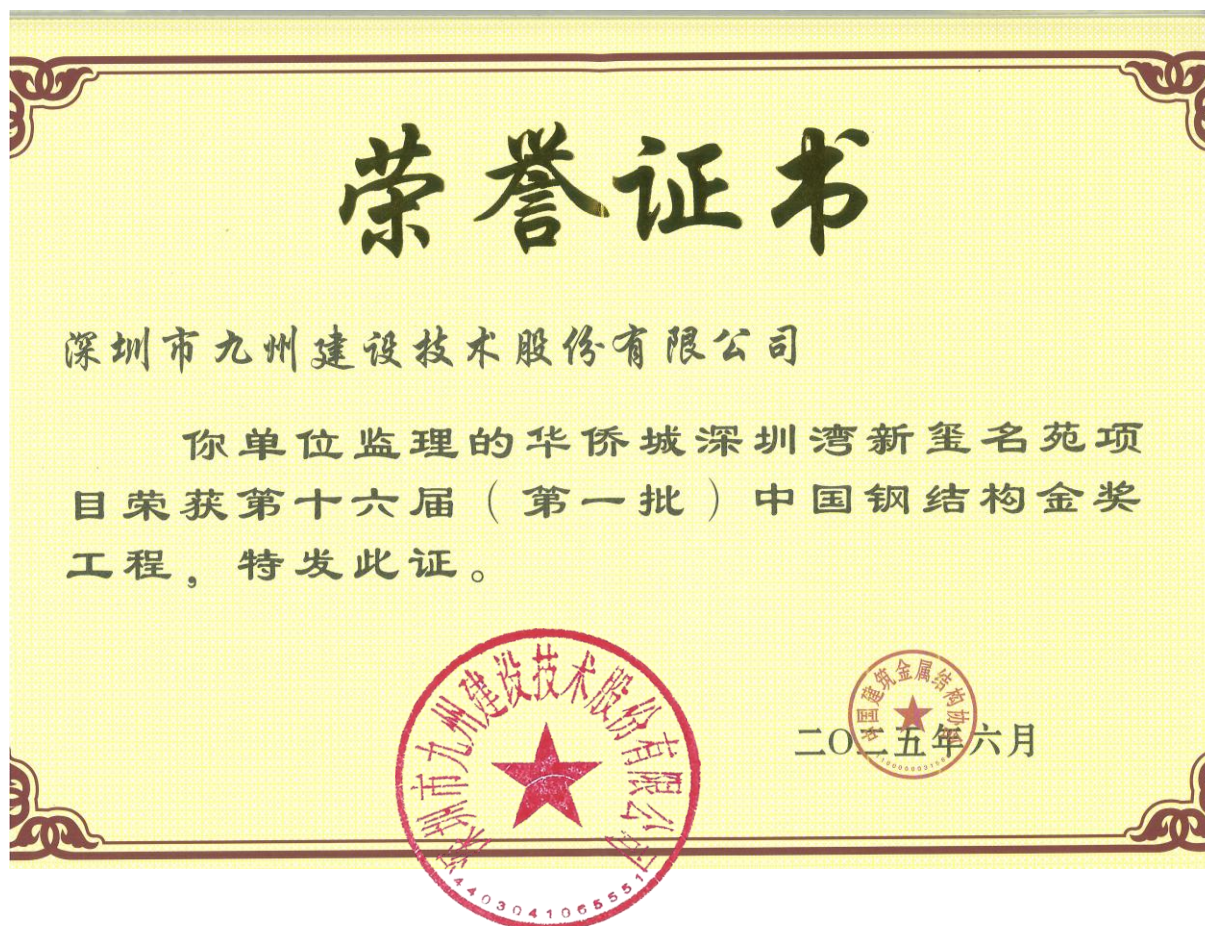 荣誉证书
深圳市九州建设技术股份有限公司
你单位监理的华侨城深圳湾新玺名苑项
目荣获第十六届（第一批）中国钢结构金奖
工程，特发此证。
中国建筑金属结构协会
二〇二五年六月
深圳市九州建设技术股份有限公司
4403041065551